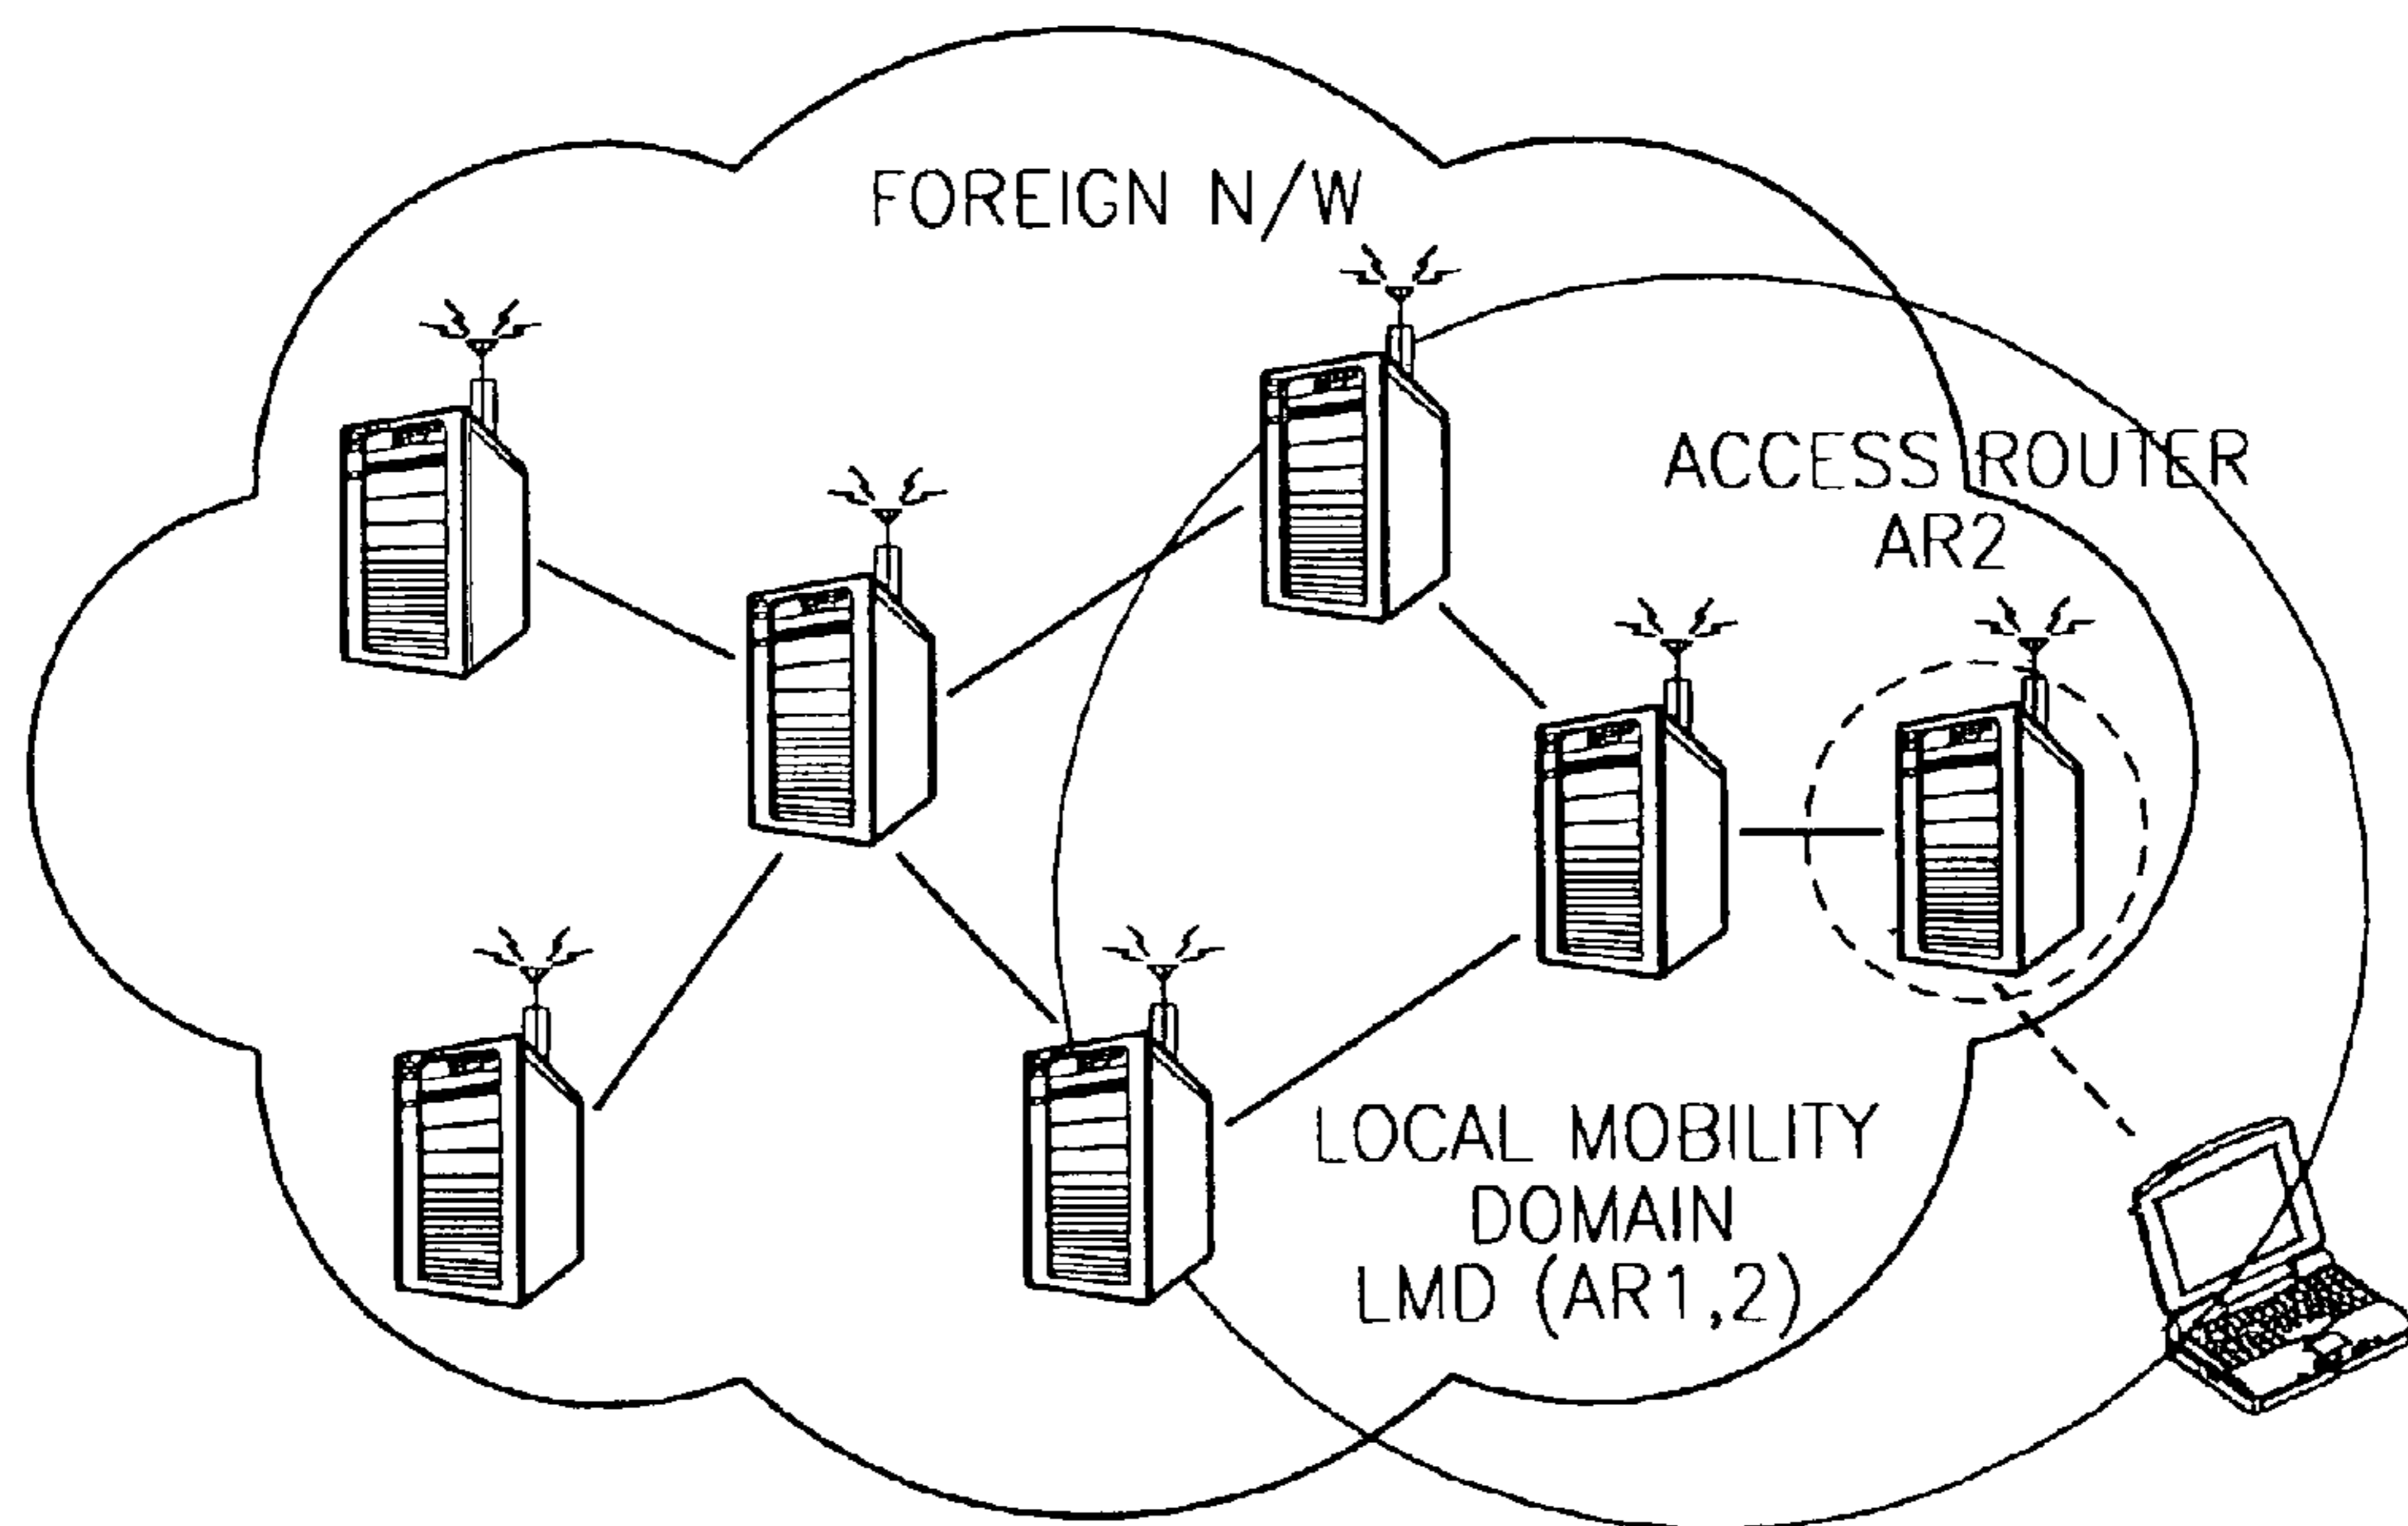 FOREIGN N/W
ACCESS ROUTER
AR2
LOCAL MOBILITY
DOMAIN
LMD (AR1,2)